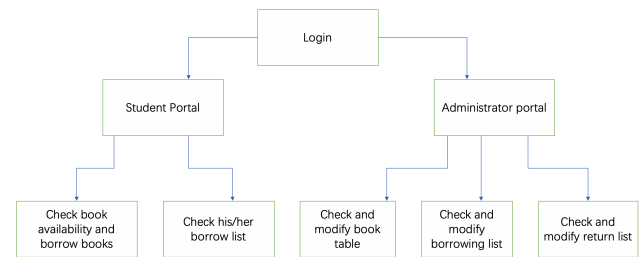 Login
Student Portal
Administrator portal
Check book
availability and
borrow books
Check his/her
borrow list
Check and
modify book
table
Check and
modify
borrowing list
Check and
modify return list